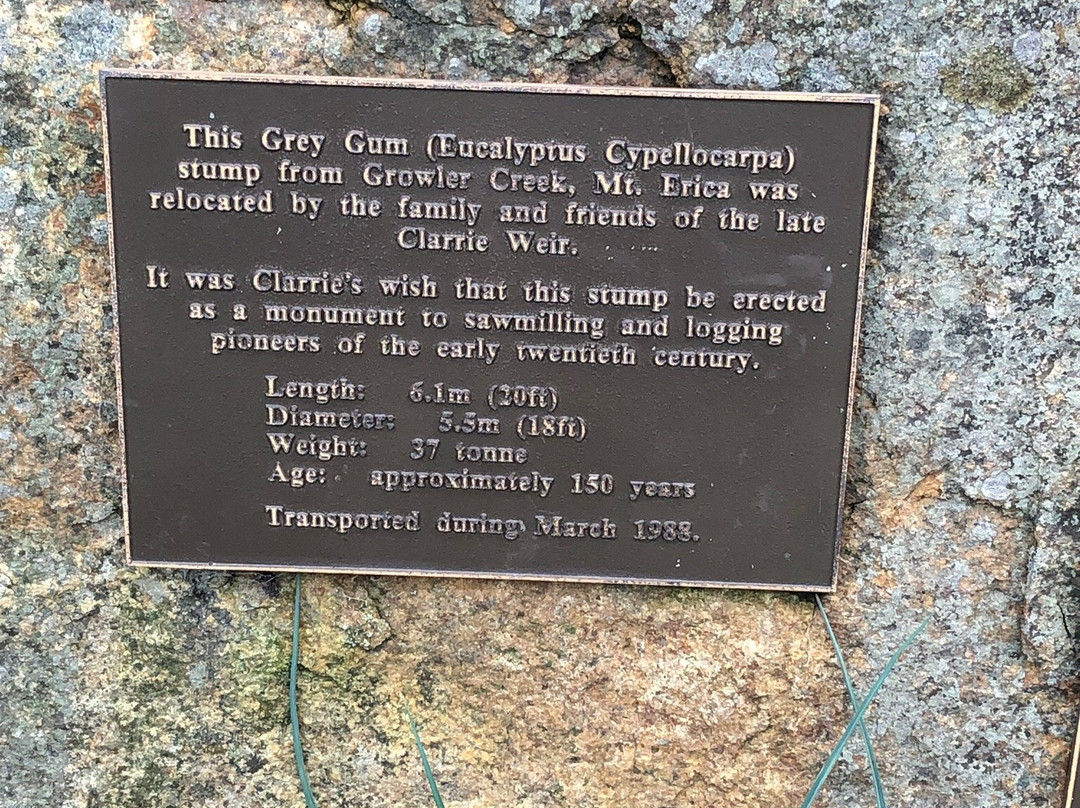 This Grey Gum (Eucalyptus Cypellocarpa)
stump from Growler Creek, Mt. Erica was
relocated by the family and friends of the late
Clarrie Weir.
It was Clarrie's wish that this stump be erected
as a monument to sawmilling and logging
pioneers of the early twentieth century.
Length: 6.1m (20ft)
Diameter: 5.5m (18ft)
Weight: 37 tonne
Age: approximately 150 years
Transported during March 1988.